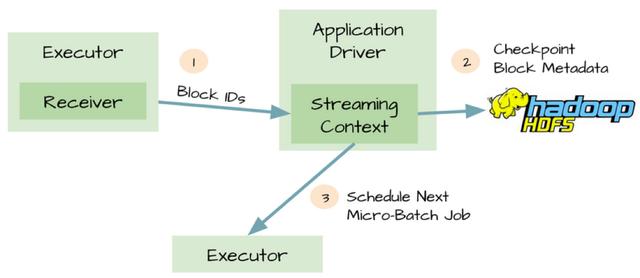 Executor
Receiver
1
Block IDs
Application
Driver
Streaming
Context
2
Checkpoint
Block Metadata
hadoop
HDFS
3
Schedule Next
Micro-Batch Job
Executor